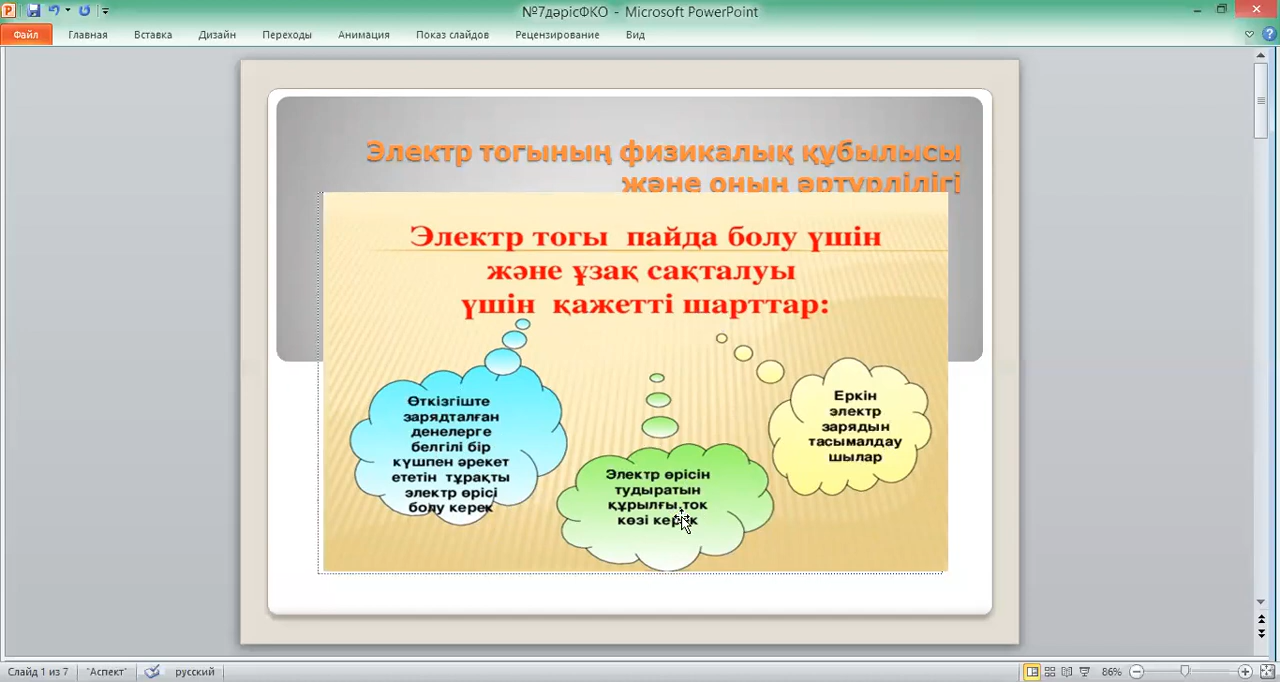 №7дәрісФКО - Microsoft PowerPoint
Файл Главная Вставка Дизайн Переходы Анимация Показ слайдов Рецензирование Вид
Электр тогының физикалық құбылысы
және оның әртүрлілігі
Электр тогы пайда болу үшін
және ұзақ сақталуы
үшін қажетті шарттар:
Өткізгіште
зарядталған
денелерге
белгілі бір
күшпен әрекет
ететін тұрақты
электр өрісі
болу керек
Электр өрісін
тудыратын
құрылғы,ток
көзі керек
Еркін
электр
зарядын
тасымалдау
шылар
Слайд 1 из 7 "Аспект" русский 86%